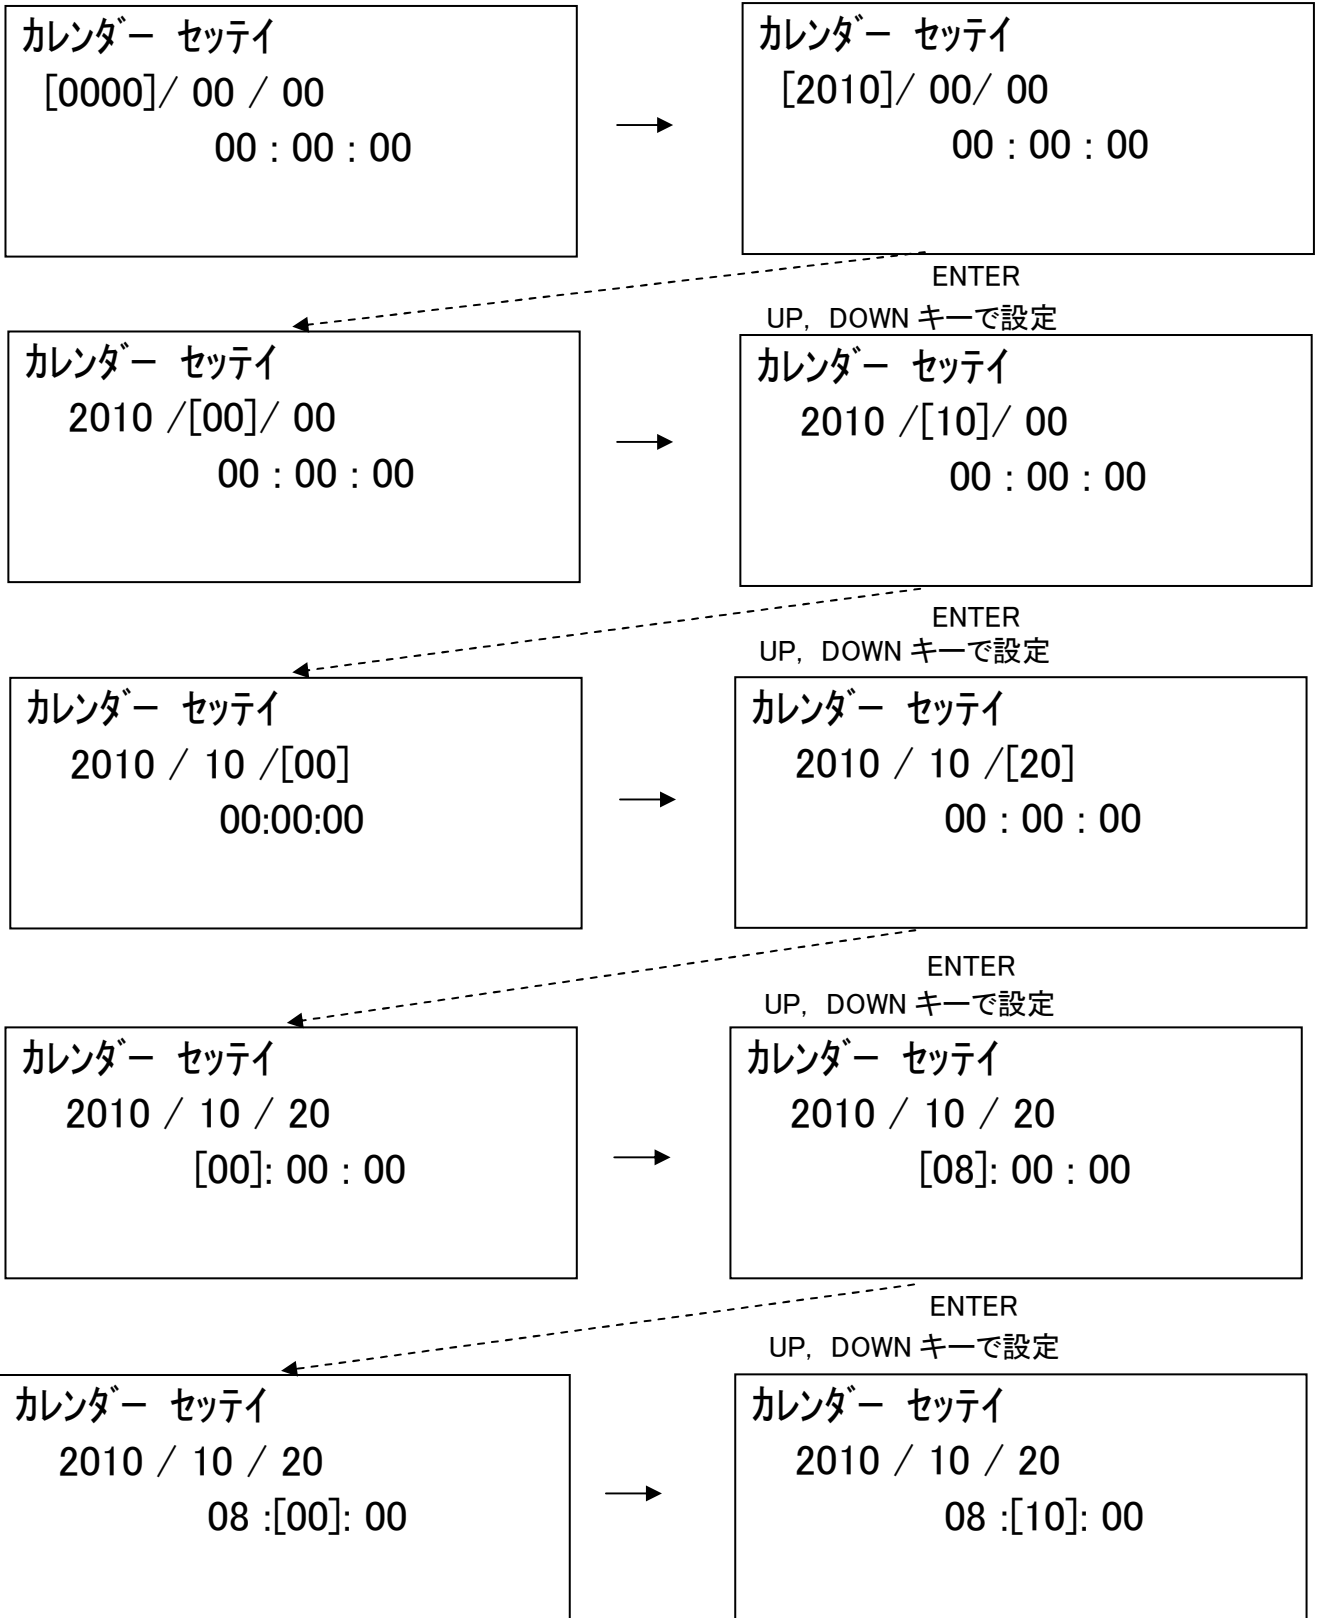 カレンダー セッテイ
[0000]/ 00 / 00
00 : 00 : 00
カレンダー セッテイ
[2010]/ 00/ 00
00 : 00 : 00
ENTER
UP, DOWN キーで設定
カレンダー セッテイ
2010 /[00]/ 00
00 : 00 : 00
カレンダー セッテイ
2010 /[10]/ 00
00 : 00 : 00
ENTER
UP, DOWN キーで設定
カレンダー セッテイ
2010 / 10 /[00]
00:00:00
カレンダー セッテイ
2010 / 10 /[20]
00 : 00 : 00
ENTER
UP, DOWN キーで設定
カレンダー セッテイ
2010 / 10 / 20
[00]: 00 : 00
カレンダー セッテイ
2010 / 10 / 20
[08]: 00 : 00
ENTER
UP, DOWN キーで設定
カレンダー セッテイ
2010 / 10 / 20
08 :[00]: 00
カレンダー セッテイ
2010 / 10 / 20
08 :[10]: 00